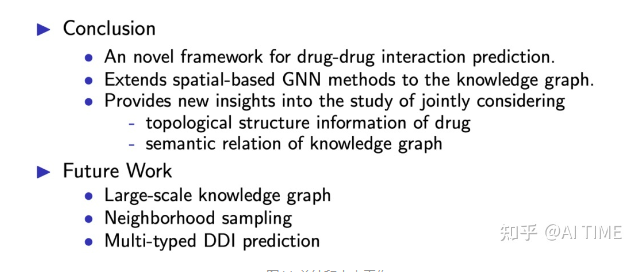 Conclusion
An novel framework for drug-drug interaction prediction.
Extends spatial-based GNN methods to the knowledge graph.
Provides new insights into the study of jointly considering
- topological structure information of drug
- semantic relation of knowledge graph
Future Work
Large-scale knowledge graph
Neighborhood sampling
Multi-typed DDI prediction
知乎 @AI TIME